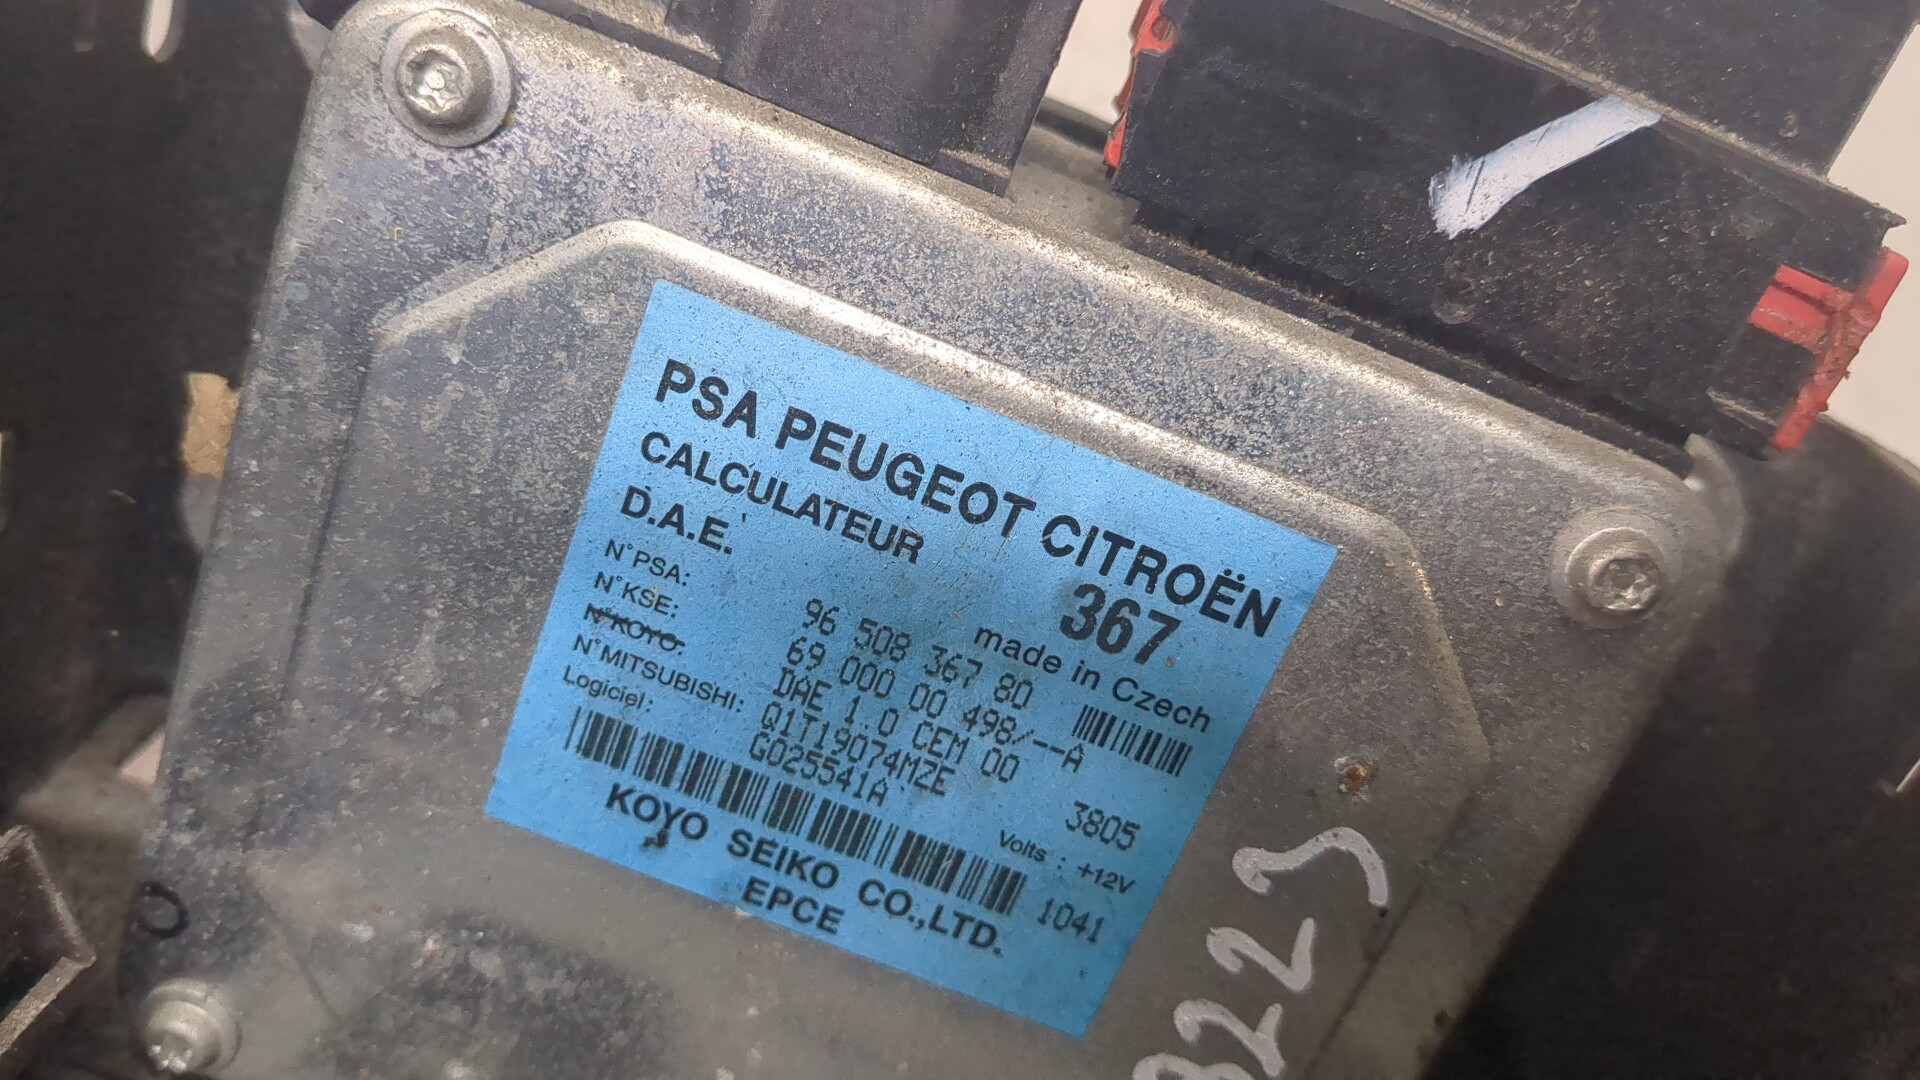 PSA PEUGEOT CITROËN
CALCULATEUR 367
D.A.E. made in Czech
N°PSA: 96 508 367 80
N°KSE: 69 000 00 498/--A
N°KOYO: DAE 1.0 CEM 00
N°MITSUBISHI: Q1T19074MZE 3805
Logiciel: G025541A Volts : +12V
1041
KOYO SEIKO CO.,LTD.
EPCE